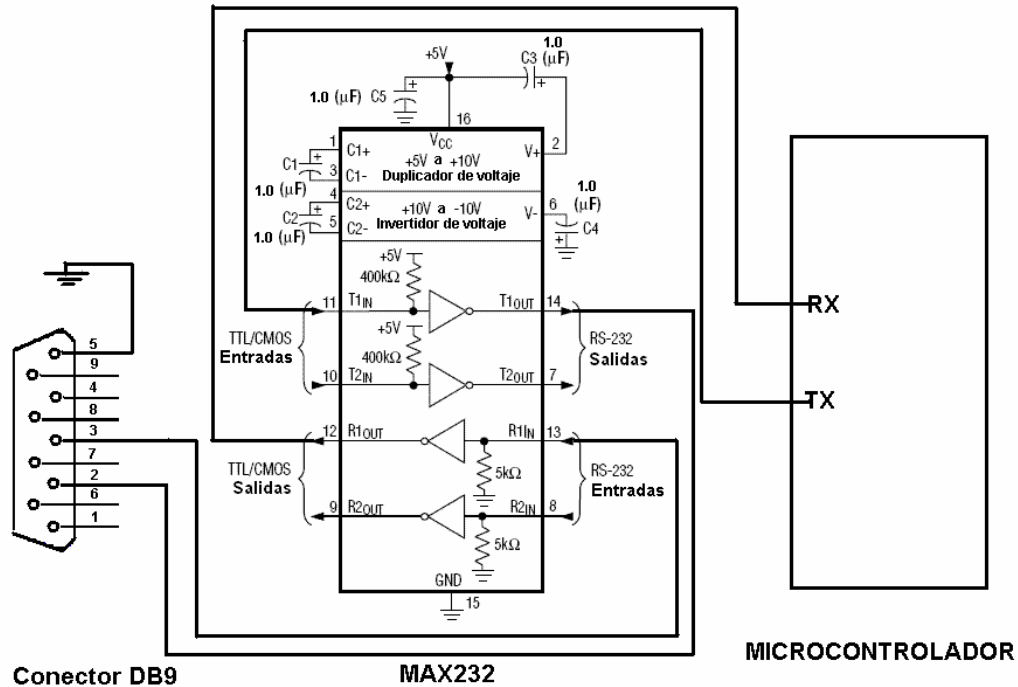 +5V
1.0
(µF)
C3
+
1.0 (µF)
C5
+
16
VCC
1
C1+
+5V a +10V
V+
2
C1
+
3
C1-
Duplicador de voltaje
1.0 (µF)
4
C2+
+10V a -10V
V-
6
1.0
(µF)
C2
+
5
C2-
Invertidor de voltaje
C4
+
1.0 (µF)
+5V
400kΩ
11
T1IN
T1OUT
14
RX
TTL/CMOS
Entradas
+5V
400kΩ
RS-232
Salidas
10
T2IN
T2OUT
7
TX
12
R1OUT
R1IN
13
TTL/CMOS
Salidas
5kΩ
RS-232
Entradas
9
R2OUT
R2IN
8
5kΩ
GND
15
5
9
4
8
3
7
2
6
1
Conector DB9
MAX232
MICROCONTROLADOR